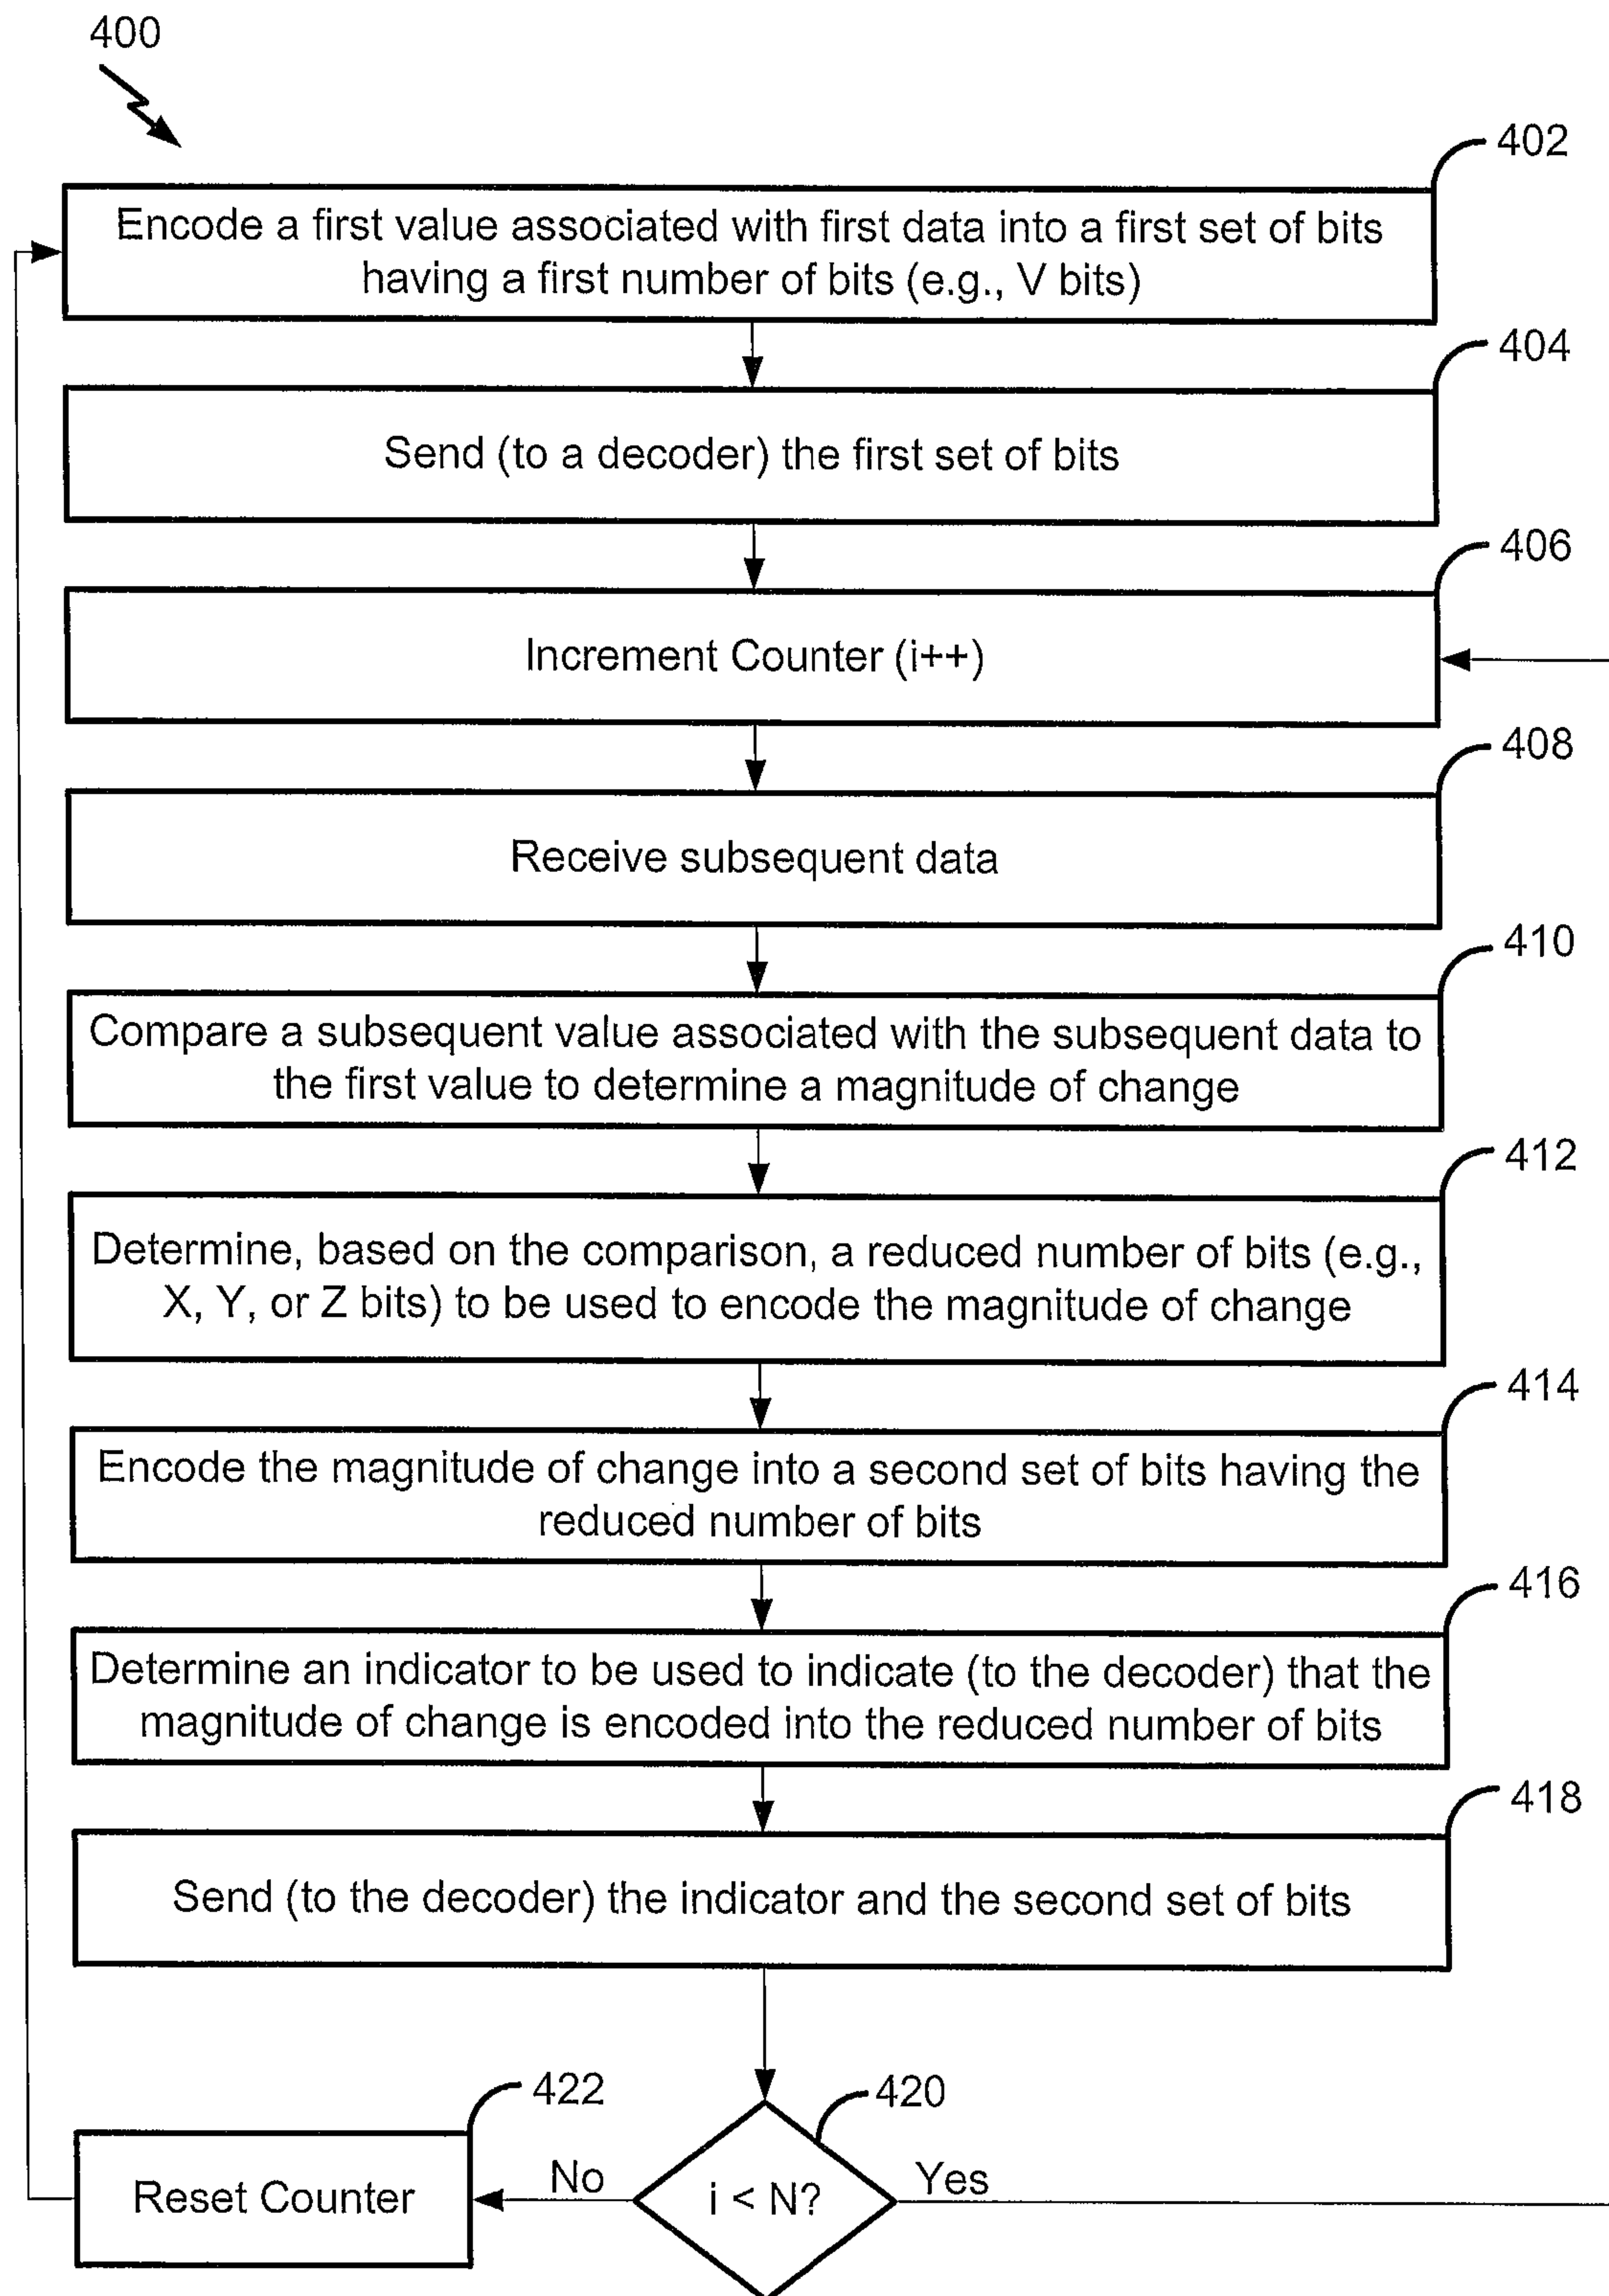 400
402
Encode a first value associated with first data into a first set of bits
having a first number of bits (e.g., V bits)
404
Send (to a decoder) the first set of bits
406
Increment Counter (i++)
408
Receive subsequent data
410
Compare a subsequent value associated with the subsequent data to
the first value to determine a magnitude of change
412
Determine, based on the comparison, a reduced number of bits (e.g.,
X, Y, or Z bits) to be used to encode the magnitude of change
414
Encode the magnitude of change into a second set of bits having the
reduced number of bits
416
Determine an indicator to be used to indicate (to the decoder) that the
magnitude of change is encoded into the reduced number of bits
418
Send (to the decoder) the indicator and the second set of bits
422
420
Reset Counter
No
i < N?
Yes